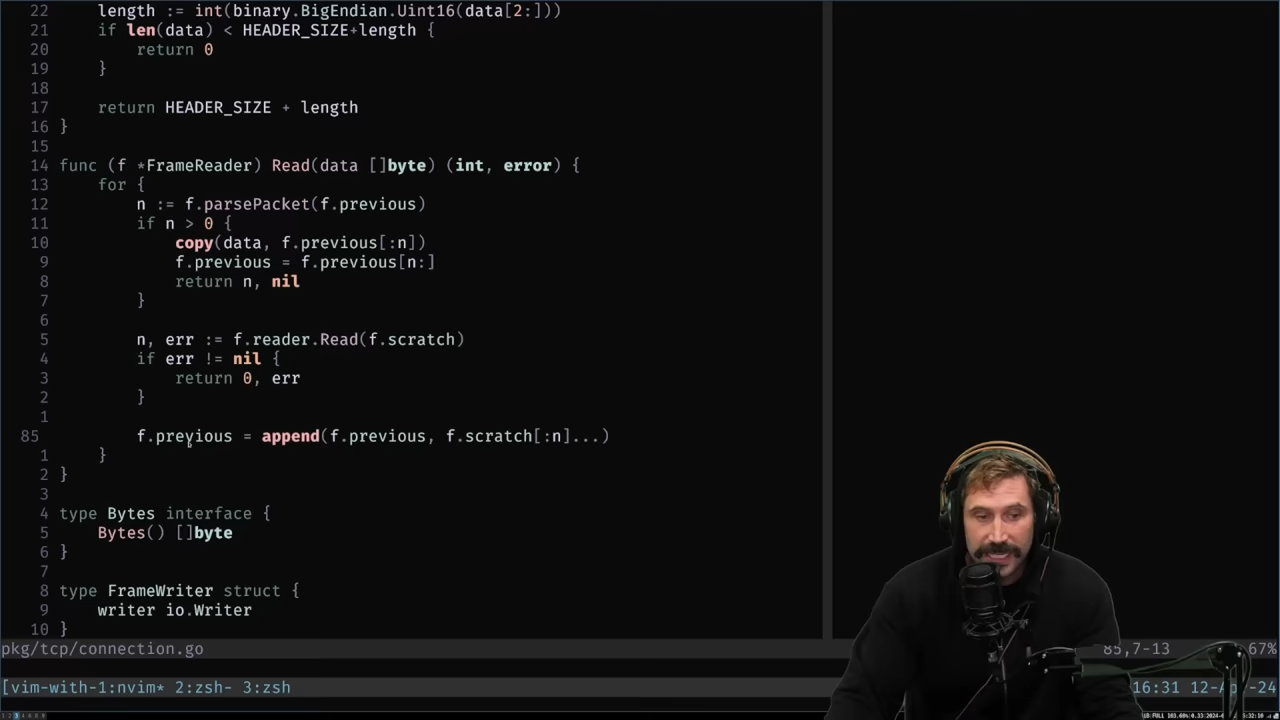 22 length := int(binary.BigEndian.Uint16(data[2:]))
21 if len(data) < HEADER_SIZE+length {
20 return 0
19 }
18
17 return HEADER_SIZE + length
16 }
15
14 func (f *FrameReader) Read(data []byte) (int, error) {
13 for {
12 n := f.parsePacket(f.previous)
11 if n > 0 {
10 copy(data, f.previous[:n])
9 f.previous = f.previous[n:]
8 return n, nil
7 }
6
5 n, err := f.reader.Read(f.scratch)
4 if err != nil {
3 return 0, err
2 }
1
85 f.previous = append(f.previous, f.scratch[:n]...)
1 }
2 }
3
4 type Bytes interface {
5 Bytes() []byte
6 }
7
8 type FrameWriter struct {
9 writer io.Writer
10 }
pkg/tcp/connection.go 85,7-13 67%
[vim-with-1:nvim* 2:zsh- 3:zsh 16:31 12-Ap